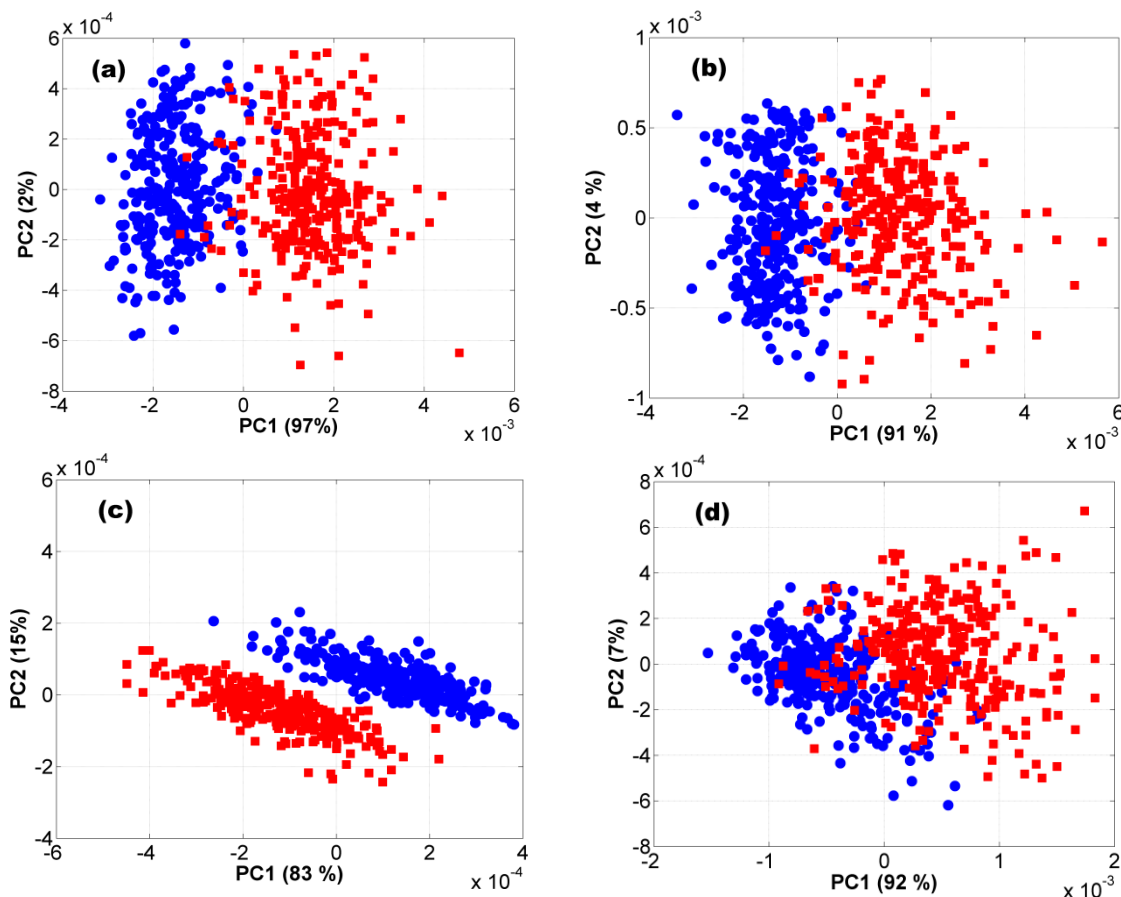 x 10⁻⁴
(a)
6
4
2
0
-2
-4
-6
-8
PC2 (2%)
-4 -2 0 2 4 6
PC1 (97%)
x 10⁻³
x 10⁻³
(b)
1
0.5
0
-0.5
-1
PC2 (4 %)
-4 -2 0 2 4 6
PC1 (91 %)
x 10⁻³
x 10⁻⁴
(c)
6
4
2
0
-2
-4
PC2 (15%)
-6 -4 -2 0 2 4
PC1 (83 %)
x 10⁻⁴
x 10⁻⁴
(d)
8
6
4
2
0
-2
-4
-6
-8
PC2 (7%)
-2 -1 0 1 2
PC1 (92 %)
x 10⁻³